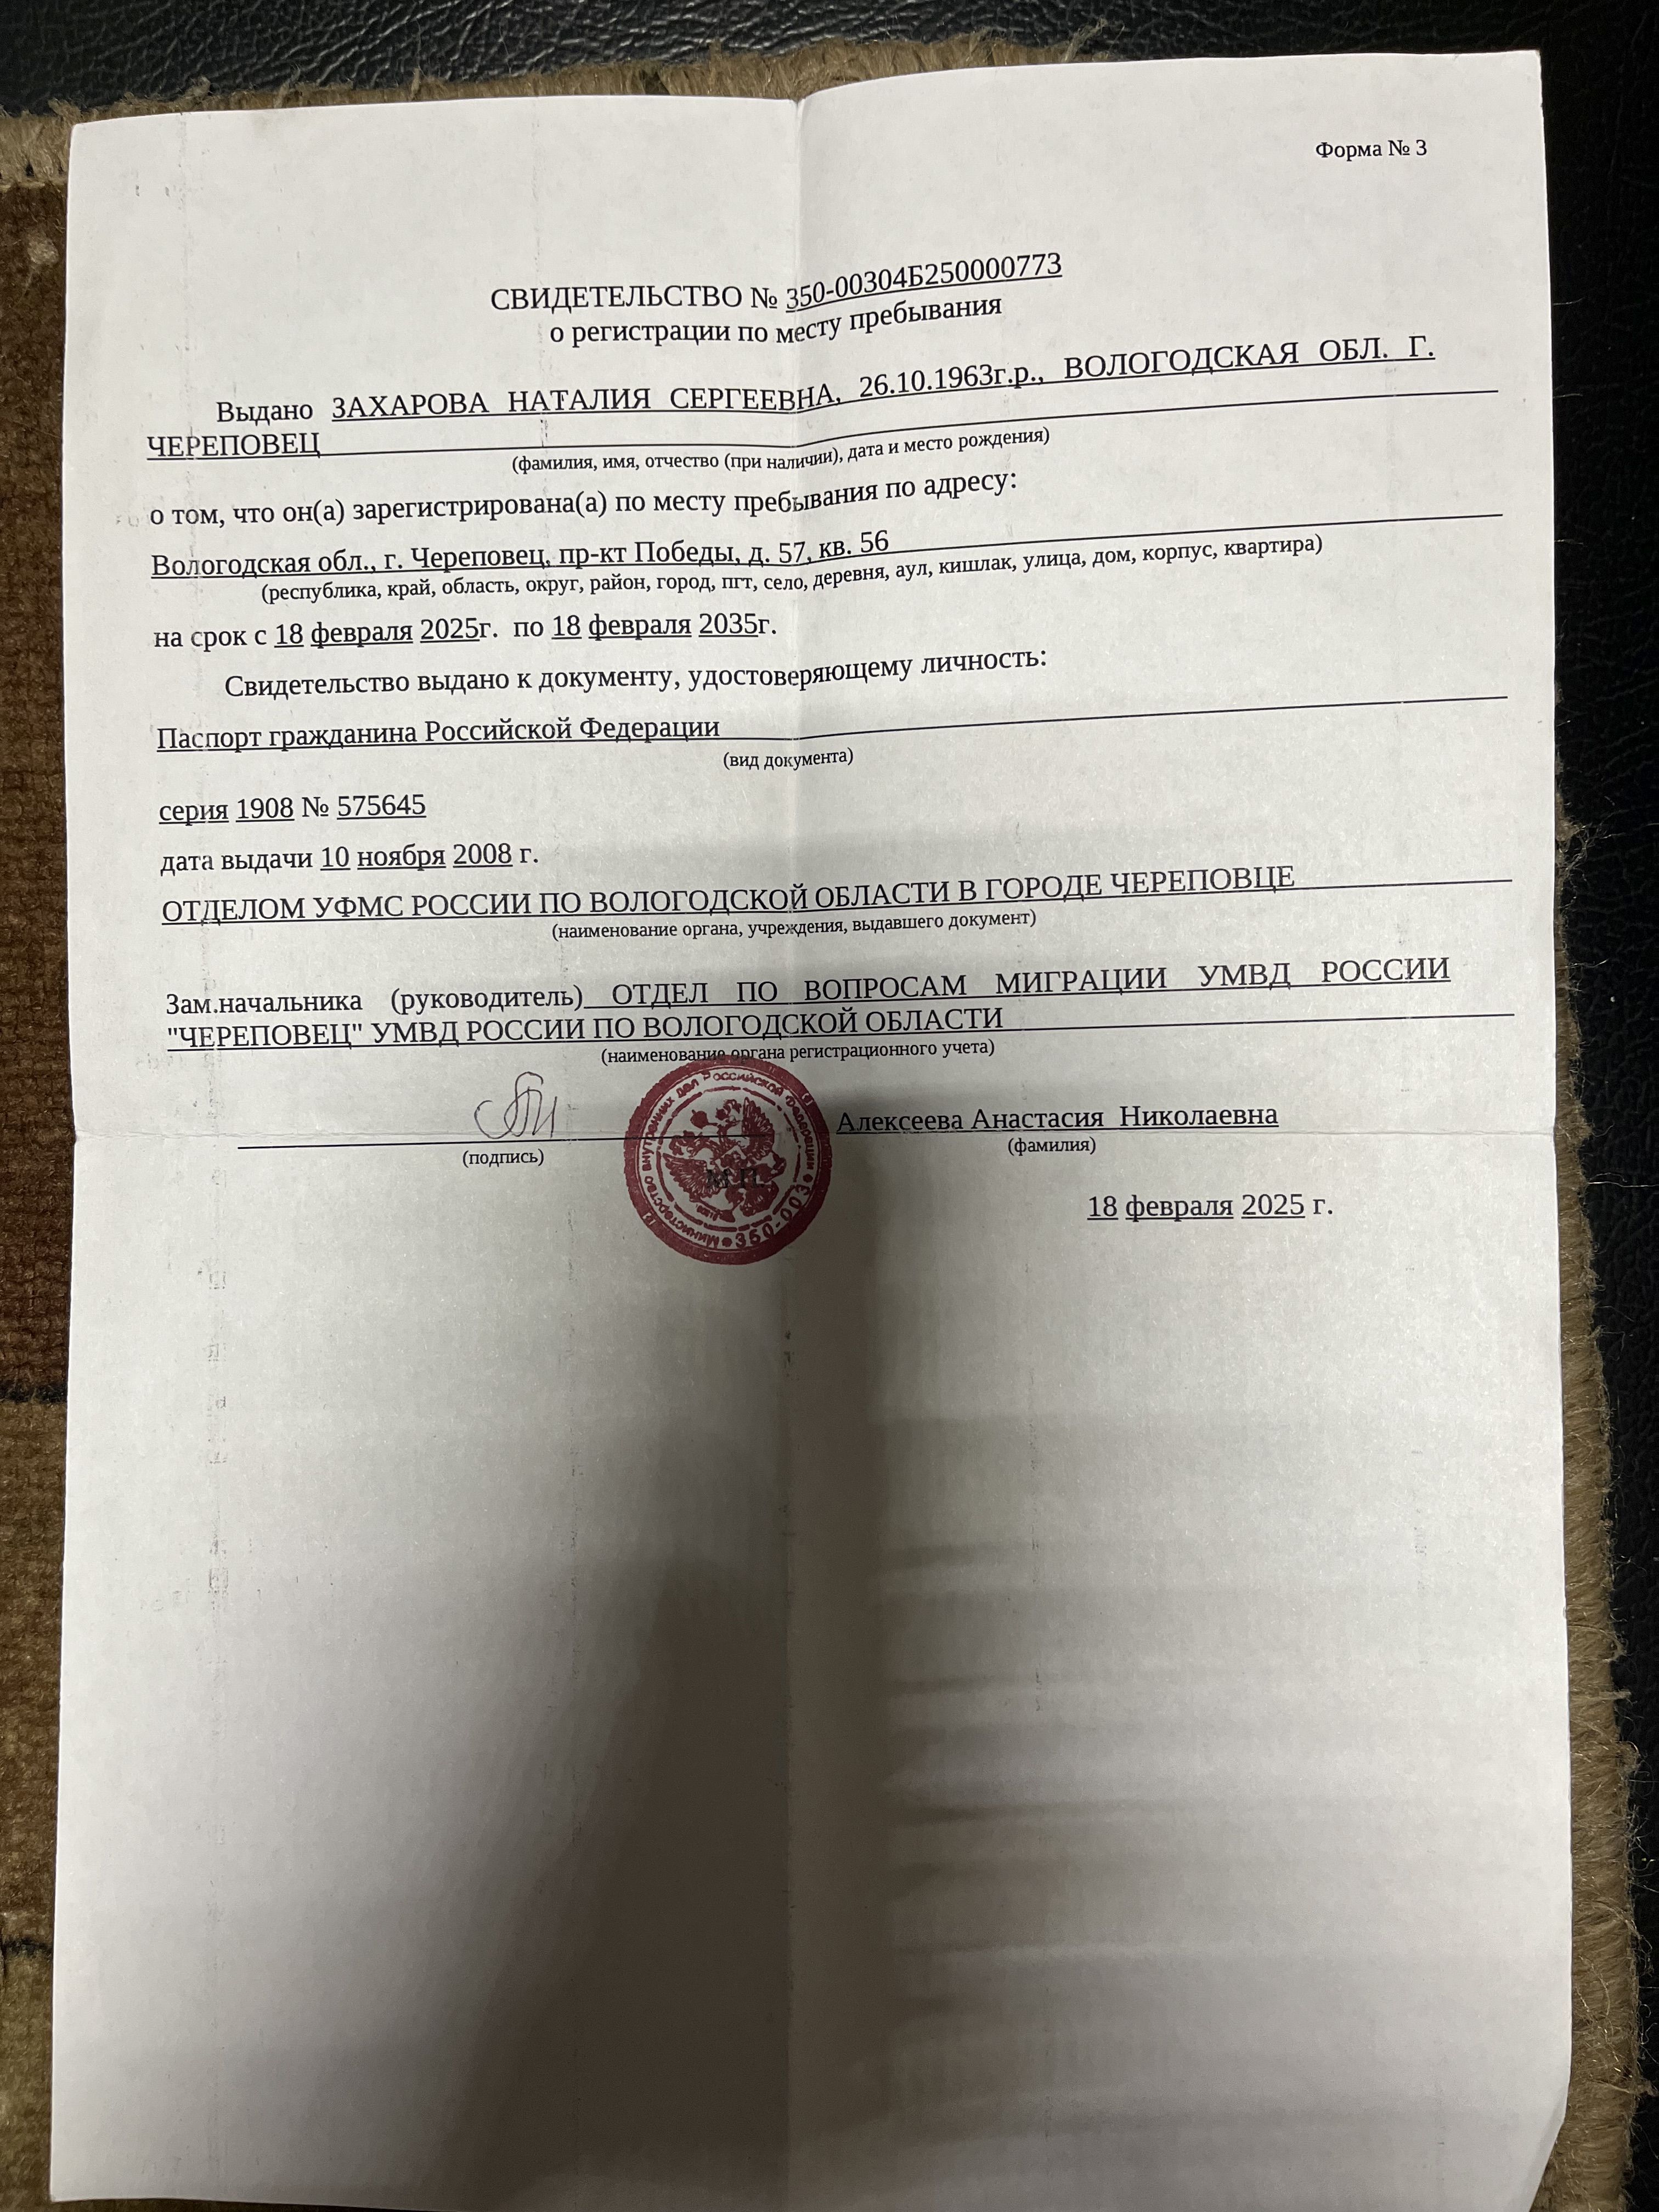 Форма № 3
СВИДЕТЕЛЬСТВО № 350-00304Б250000773
о регистрации по месту пребывания
Выдано ЗАХАРОВА НАТАЛИЯ СЕРГЕЕВНА, 26.10.1963г.р., ВОЛОГОДСКАЯ ОБЛ. Г.
ЧЕРЕПОВЕЦ
(фамилия, имя, отчество (при наличии), дата и место рождения)
о том, что он(а) зарегистрирована(а) по месту пребывания по адресу:
Вологодская обл., г. Череповец, пр-кт Победы, д. 57, кв. 56
(республика, край, область, округ, район, город, пгт, село, деревня, аул, кишлак, улица, дом, корпус, квартира)
на срок с 18 февраля 2025г. по 18 февраля 2035г.
Свидетельство выдано к документу, удостоверяющему личность:
Паспорт гражданина Российской Федерации
(вид документа)
серия 1908 № 575645
дата выдачи 10 ноября 2008 г.
ОТДЕЛОМ УФМС РОССИИ ПО ВОЛОГОДСКОЙ ОБЛАСТИ В ГОРОДЕ ЧЕРЕПОВЦЕ
(наименование органа, учреждения, выдавшего документ)
Зам.начальника (руководитель) ОТДЕЛ ПО ВОПРОСАМ МИГРАЦИИ УМВД РОССИИ
"ЧЕРЕПОВЕЦ" УМВД РОССИИ ПО ВОЛОГОДСКОЙ ОБЛАСТИ
(наименование органа регистрационного учета)
Министерство внутренних дел Российской Федерации
350-003
М.П.
Алексеева Анастасия Николаевна
(подпись)
(фамилия)
18 февраля 2025 г.